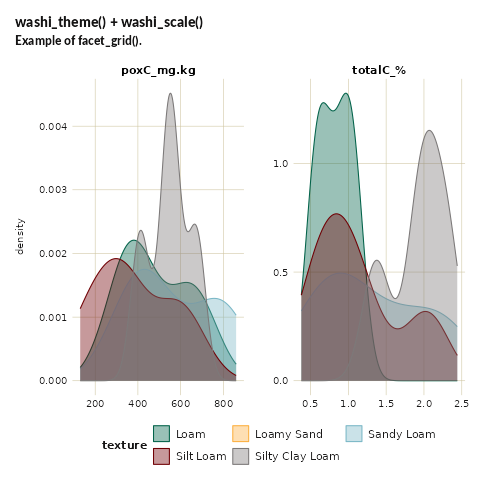 washi_theme() + washi_scale()
Example of facet_grid().
poxC_mg.kg
totalC_%
density
0.004
0.003
0.002
0.001
0.000
1.0
0.5
0.0
200 400 600 800
0.5 1.0 1.5 2.0 2.5
texture
Loam
Loamy Sand
Sandy Loam
Silt Loam
Silty Clay Loam